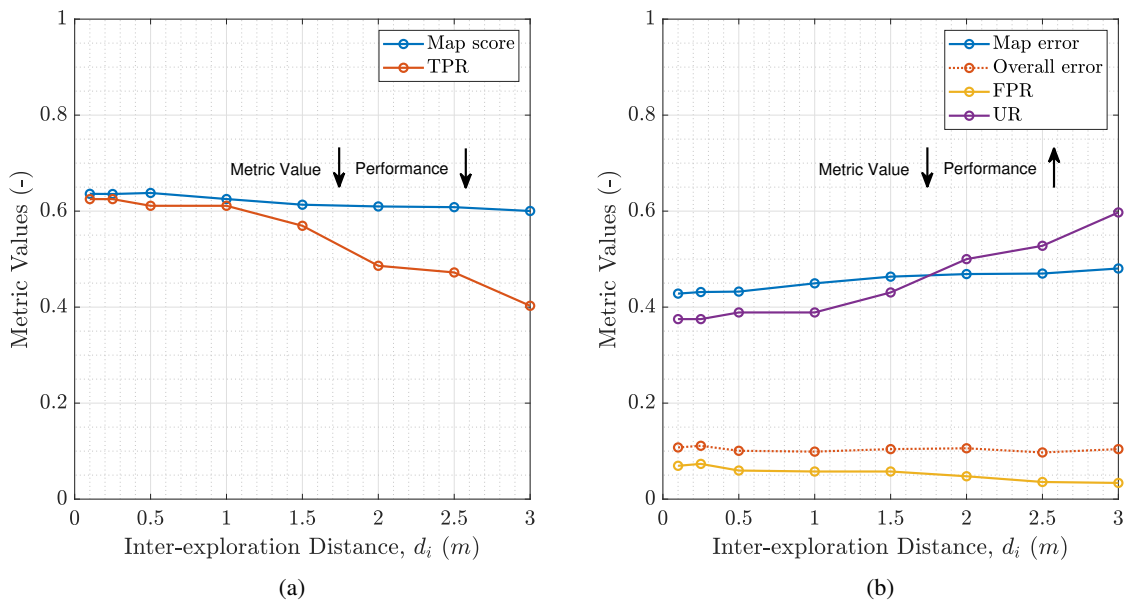 1
0.8
0.6
0.4
0.2
0
Metric Values (-)
Map score
TPR
Metric Value
Performance
0
0.5
1
1.5
2
2.5
3
Inter-exploration Distance, d_i (m)
(a)
1
0.8
0.6
0.4
0.2
0
Metric Values (-)
Map error
Overall error
FPR
UR
Metric Value
Performance
0
0.5
1
1.5
2
2.5
3
Inter-exploration Distance, d_i (m)
(b)